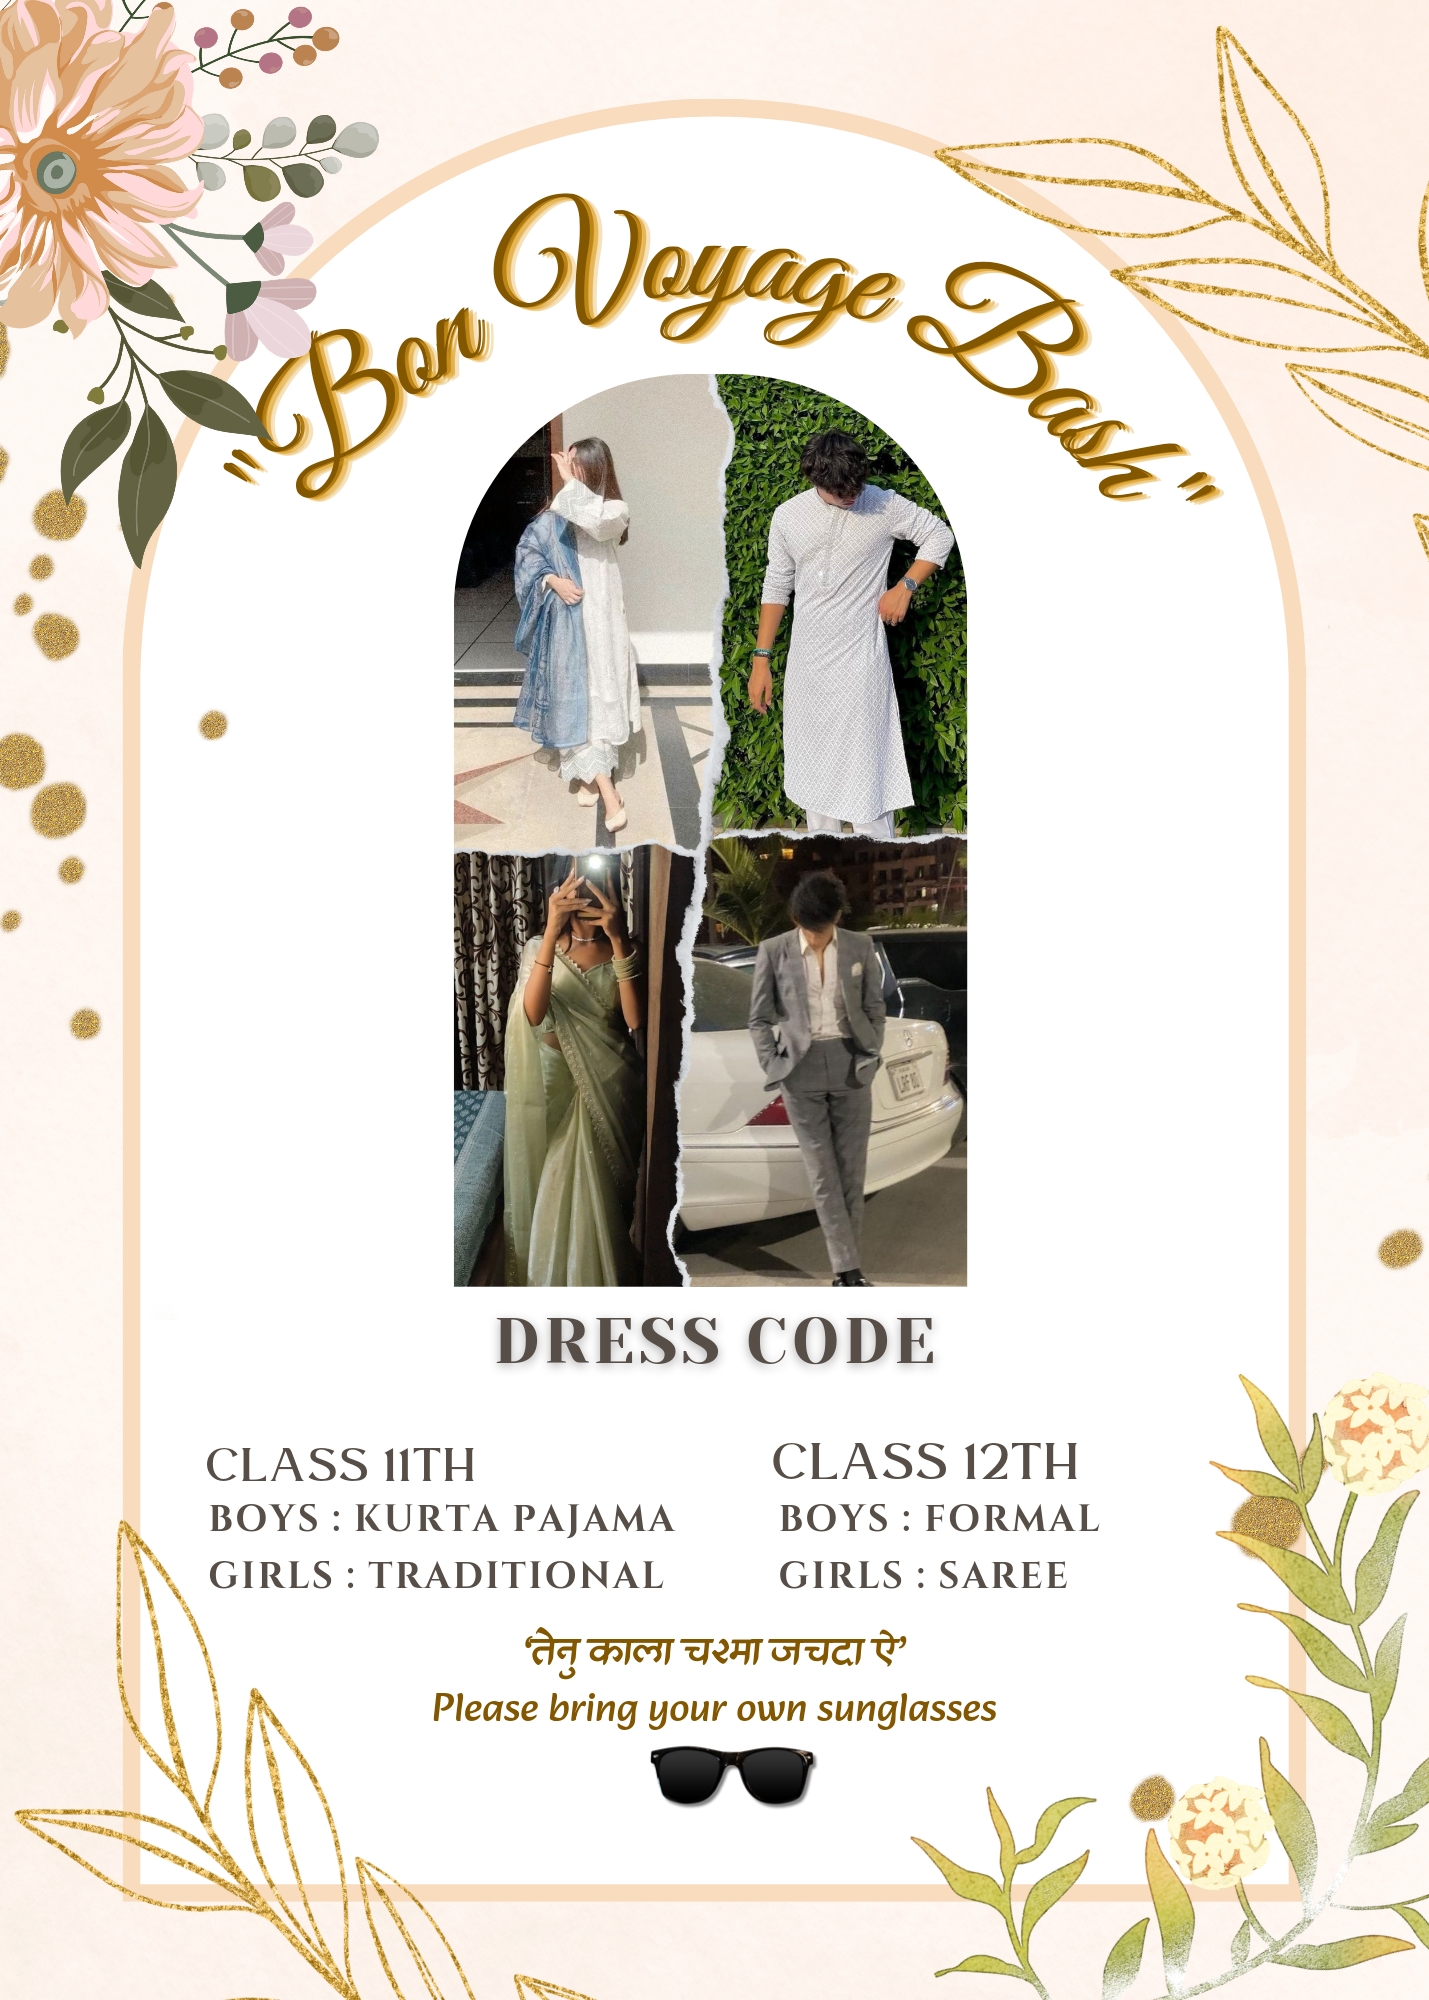 "Bon Voyage Bash"
DRESS CODE
CLASS 11TH
BOYS : KURTA PAJAMA
GIRLS : TRADITIONAL
CLASS 12TH
BOYS : FORMAL
GIRLS : SAREE
‘तेनु काला चश्मा जचदा ऐ’
Please bring your own sunglasses